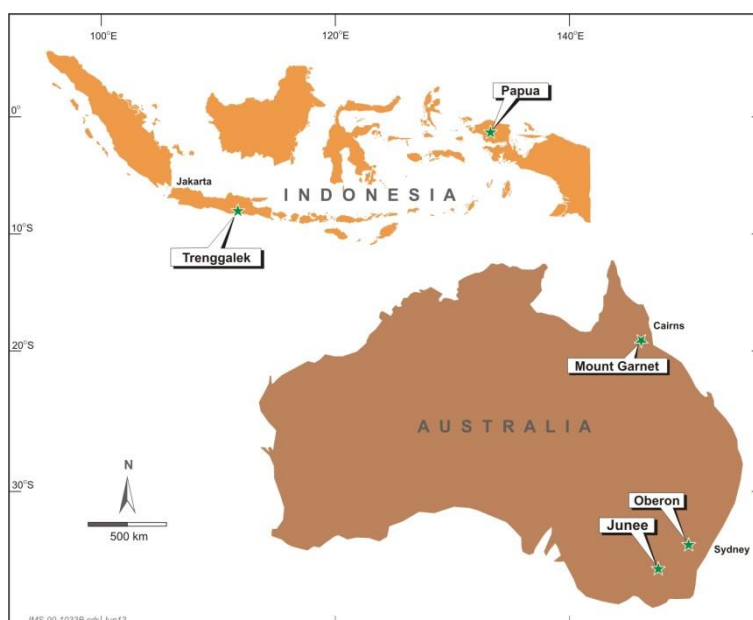 100°E 120°E 140°E
0°
Papua
Jakarta
INDONESIA
10°S
Trenggalek
Cairns
20°S
Mount Garnet
AUSTRALIA
N
30°S
Oberon
Junee
Sydney
500 km